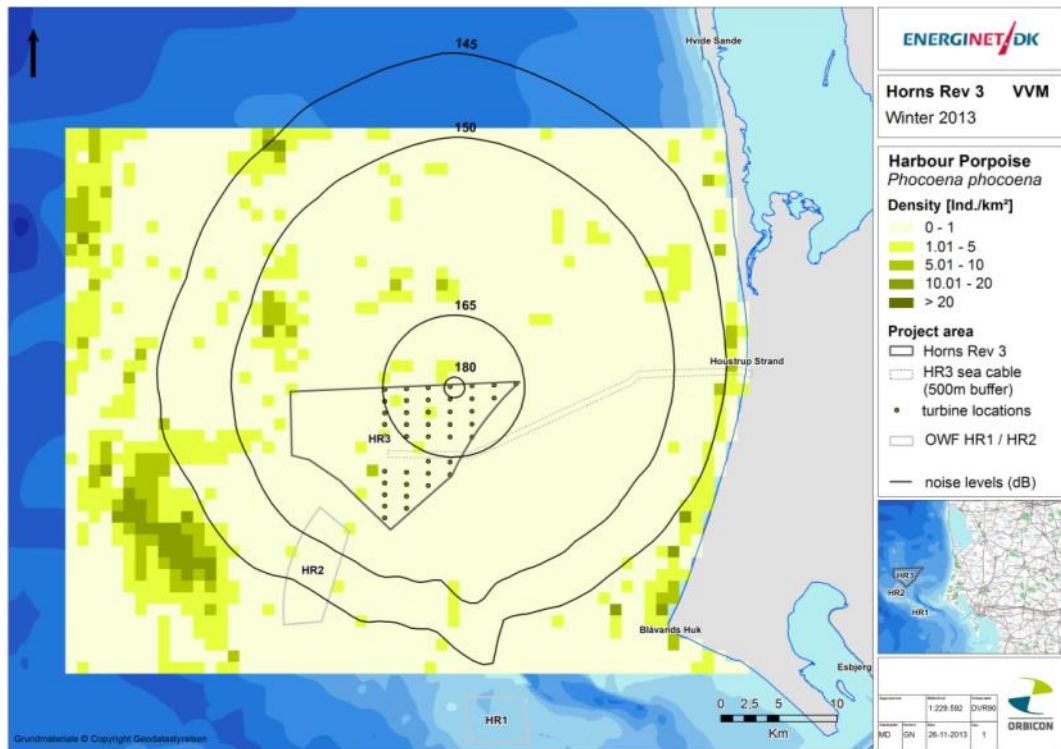 145
150
165
180
HR3
HR2
HR1
Hvide Sande
Houstrup Strand
Blåvands Huk
Esbjerg
0 2,5 5 10
Km
Grundmateriale © Copyright Geodatastyrelsen
ENERGINET/DK
Horns Rev 3 VVM
Winter 2013
Harbour Porpoise
Phocoena phocoena
Density [Ind./km²]
0 - 1
1.01 - 5
5.01 - 10
10.01 - 20
> 20
Project area
Horns Rev 3
HR3 sea cable
(500m buffer)
turbine locations
OWF HR1 / HR2
noise levels (dB)
HR3
HR2
HR1
1:229.592
DVR90
MD
GN
26-11-2013
1
ORBICON